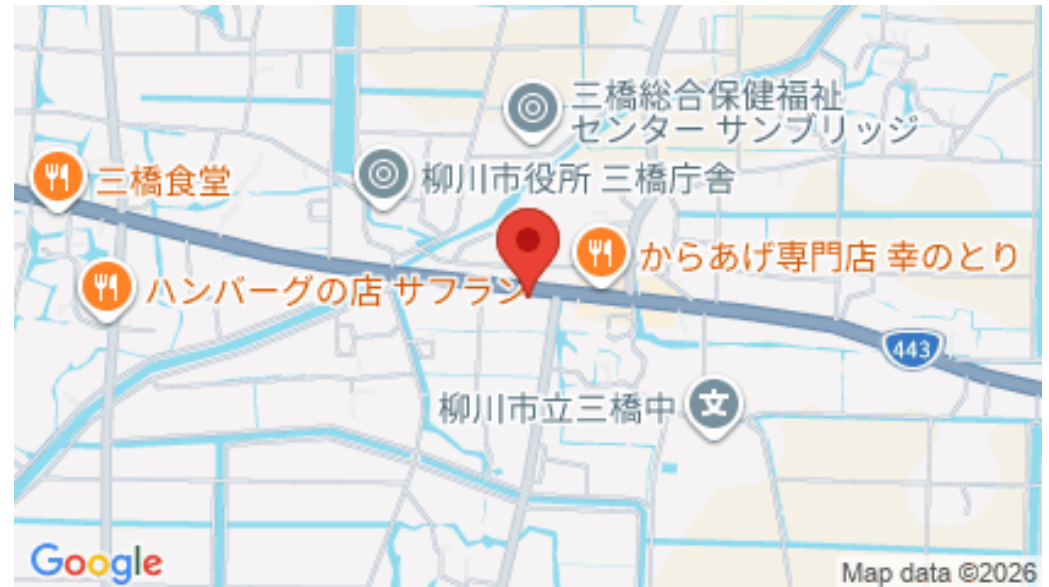 三橋総合保健福祉
センター サンブリッジ
三橋食堂
柳川市役所 三橋庁舎
からあげ専門店 幸のとり
ハンバーグの店 サフラン
443
柳川市立三橋中
文
Google
Map data ©2026